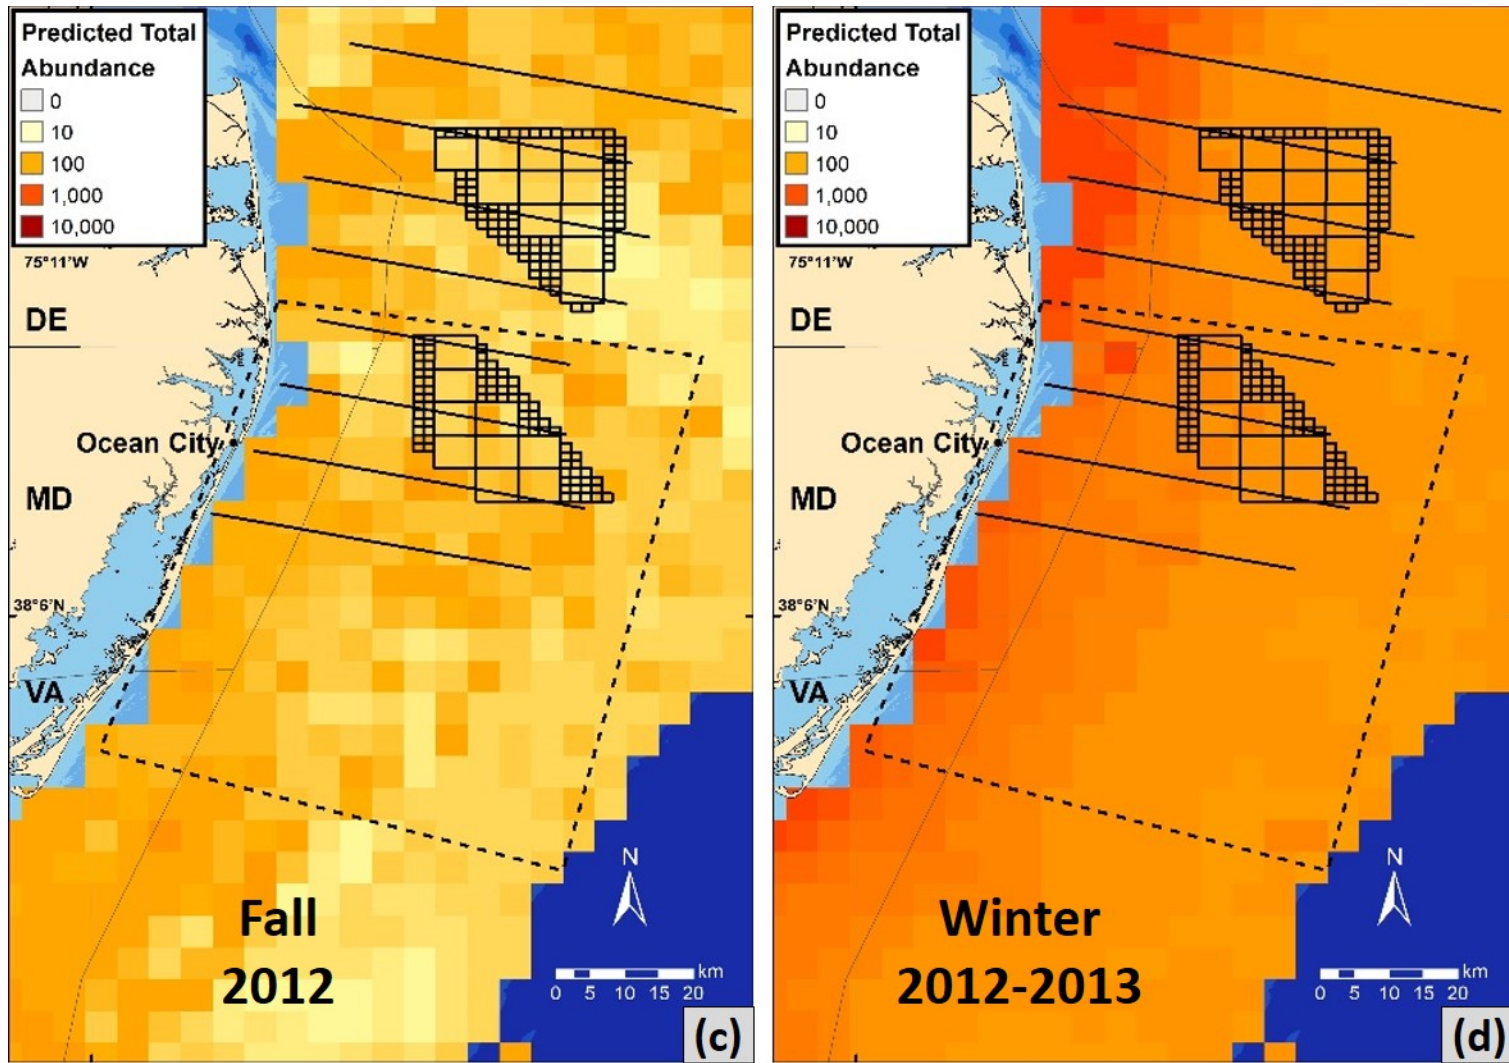 Predicted Total
Abundance
0
10
100
1,000
10,000
75°11'W
DE
Ocean City
MD
38°6'N
VA
N
Fall
2012
km
0 5 10 15 20
(c)
Predicted Total
Abundance
0
10
100
1,000
10,000
75°11'W
DE
Ocean City
MD
38°6'N
VA
N
Winter
2012-2013
km
0 5 10 15 20
(d)